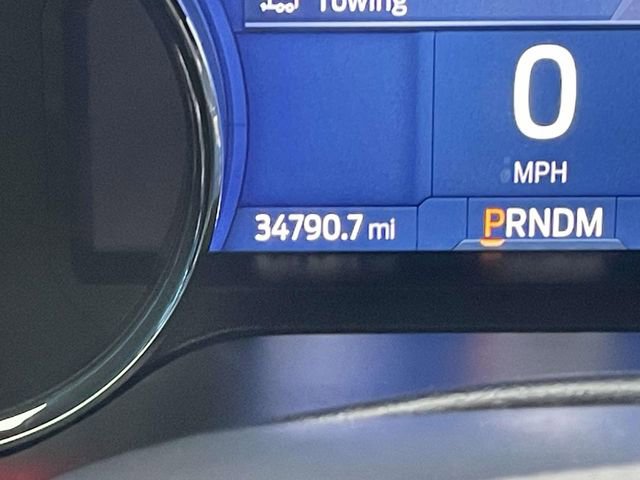 Towing
0
MPH
34790.7 mi
PRNDM